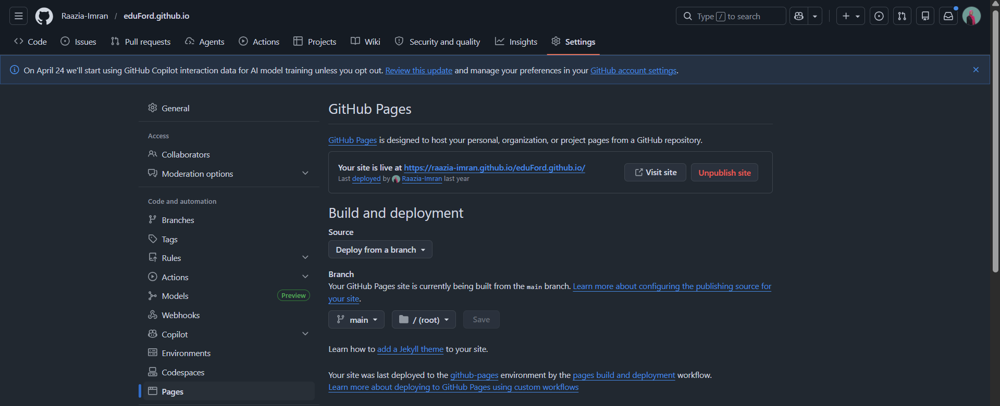 Raazia-Imran / eduFord.github.io
Type / to search
Code
Issues
Pull requests
Agents
Actions
Projects
Wiki
Security and quality
Insights
Settings
On April 24 we'll start using GitHub Copilot interaction data for AI model training unless you opt out. Review this update and manage your preferences in your GitHub account settings.
General
Access
Collaborators
Moderation options
Code and automation
Branches
Tags
Rules
Actions
Models
Preview
Webhooks
Copilot
Environments
Codespaces
Pages
GitHub Pages
GitHub Pages is designed to host your personal, organization, or project pages from a GitHub repository.
Your site is live at https://raazia-imran.github.io/eduFord.github.io/
Last deployed by Raazia-Imran last year
Visit site
Unpublish site
Build and deployment
Source
Deploy from a branch
Branch
Your GitHub Pages site is currently being built from the main branch. Learn more about configuring the publishing source for
your site.
main
/ (root)
Save
Learn how to add a Jekyll theme to your site.
Your site was last deployed to the github-pages environment by the pages build and deployment workflow.
Learn more about deploying to GitHub Pages using custom workflows